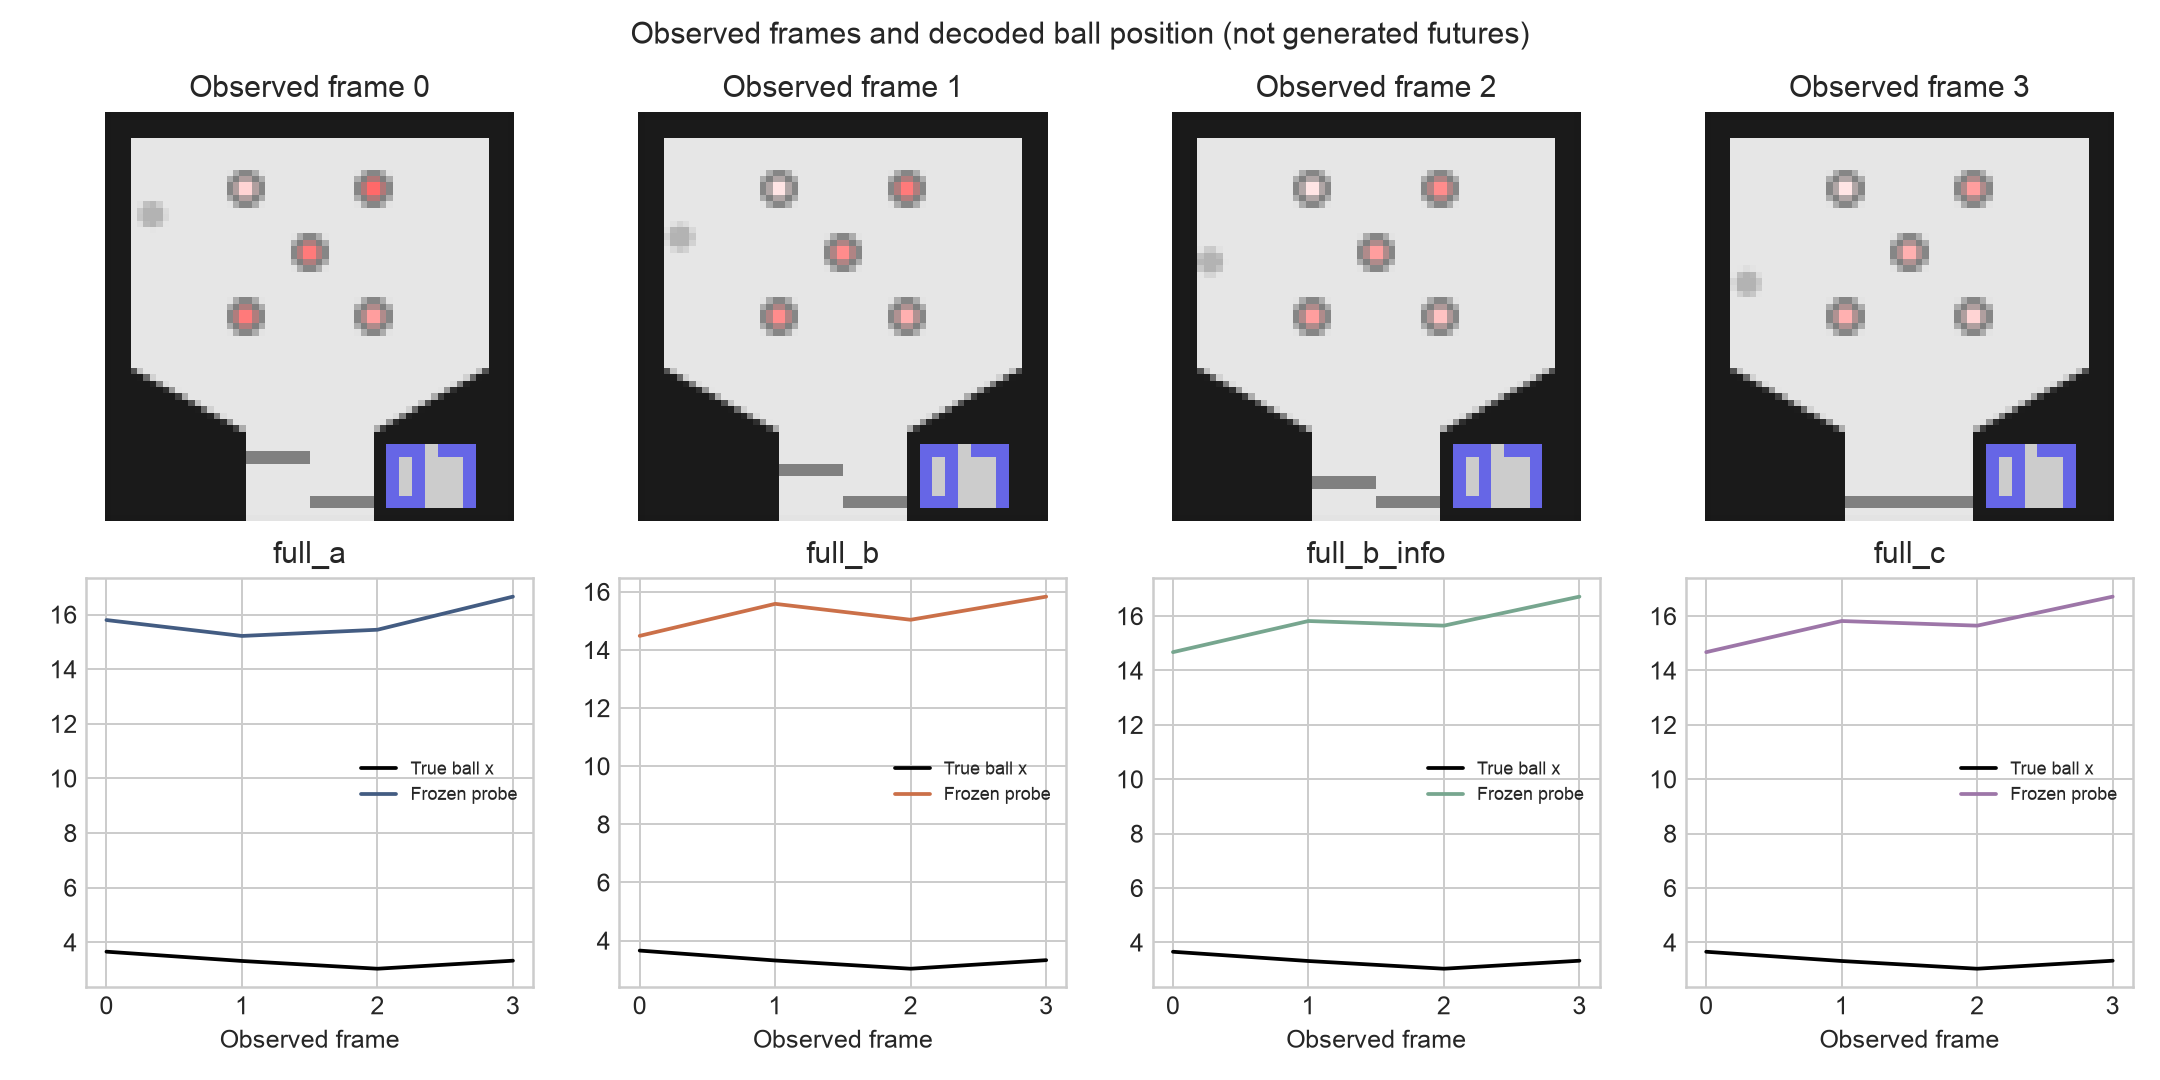 Observed frames and decoded ball position (not generated futures)
Observed frame 0
Observed frame 1
Observed frame 2
Observed frame 3
07
07
07
07
full_a
16
14
12
10
8
6
4
True ball x
Frozen probe
0
1
2
3
Observed frame
full_b
16
14
12
10
8
6
4
True ball x
Frozen probe
0
1
2
3
Observed frame
full_b_info
16
14
12
10
8
6
4
True ball x
Frozen probe
0
1
2
3
Observed frame
full_c
16
14
12
10
8
6
4
True ball x
Frozen probe
0
1
2
3
Observed frame